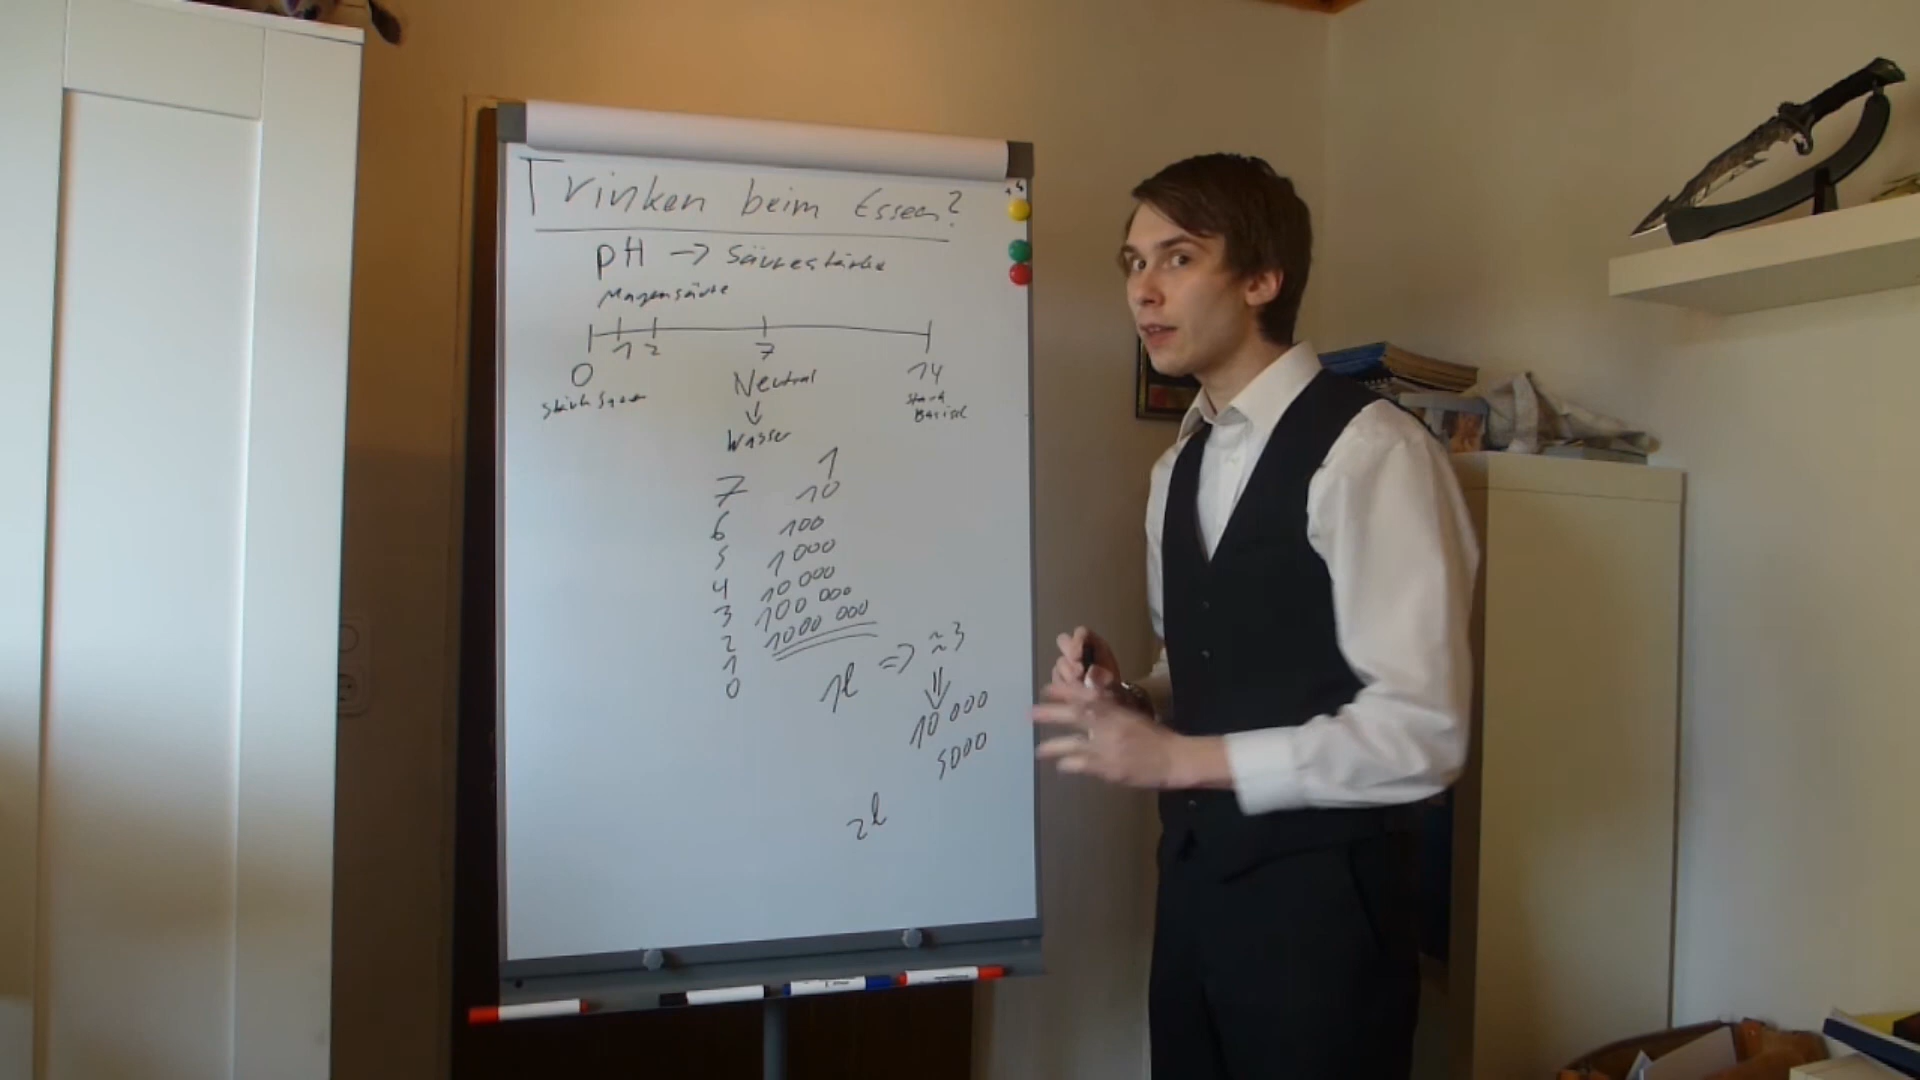 Trinken beim Essen?
pH -> Säurestärke
Magensäure
0 1 2 7 14
stark Sauer
Neutral
stark
Basisch
↓
Wasser
1
7 10
6 100
5 1000
4 10 000
3 100 000
2 1000 000
1
0
1l => ≈3
⇓
10 000
5000
2l